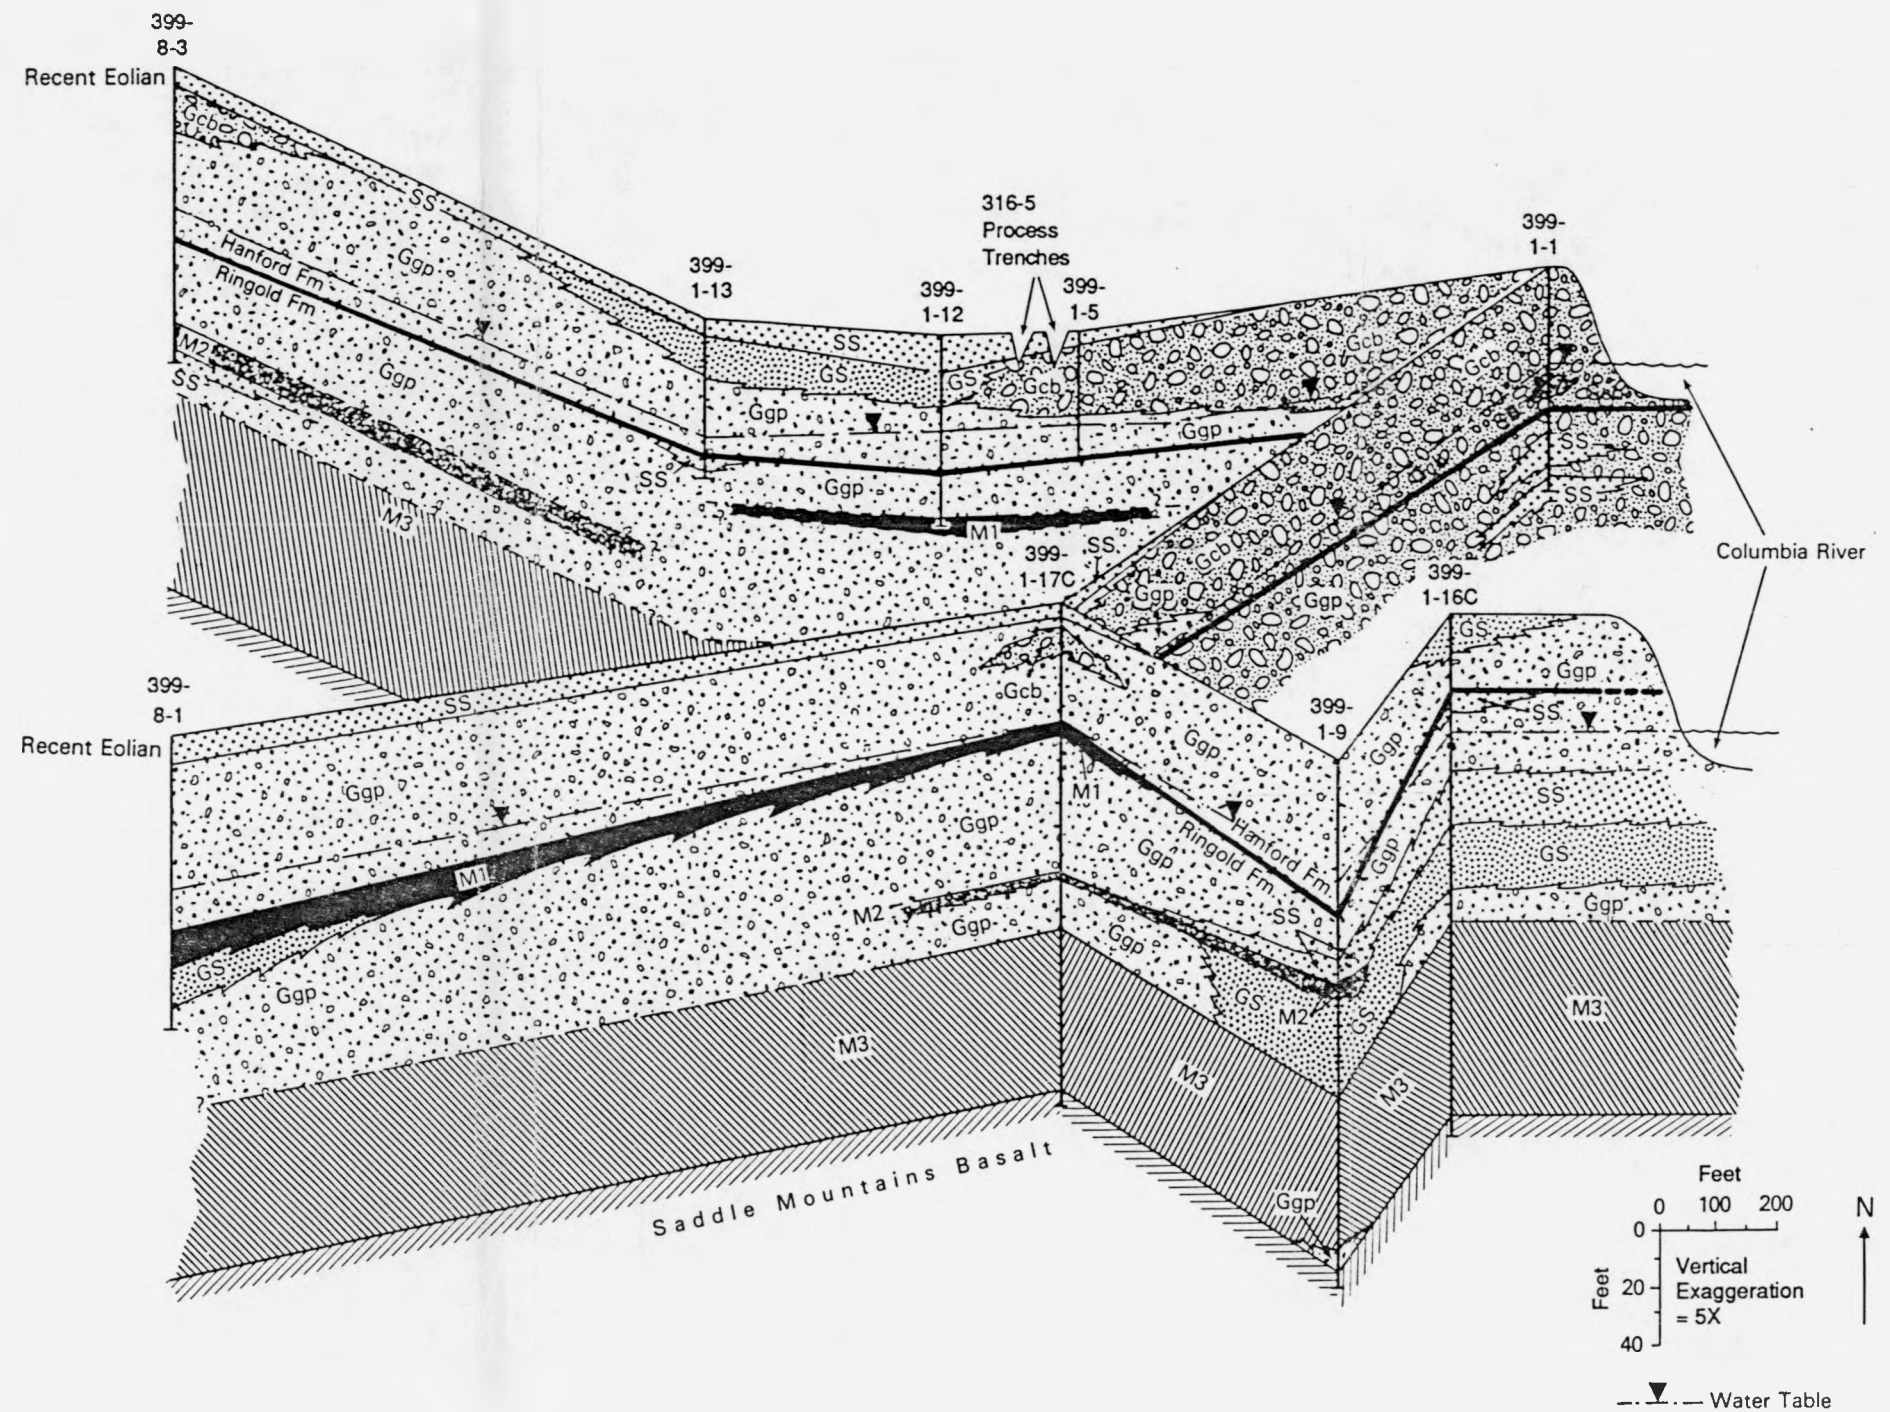 399-
8-3
Recent Eolian
Gcb
SS
Ggp
Hanford Fm
Ringold Fm
M2
SS
Ggp
M3
399-
1-13
SS
GS
Ggp
SS
Ggp
M1
399-
1-12
316-5
Process
Trenches
399-
1-5
GS
Gcb
Ggp
Gcb
Gcb
399-
1-1
SS
SS
Columbia River
399-
1-17C
SS
Ggp
Gcb
Ggp
399-
1-16C
GS
Ggp
SS
SS
GS
Ggp
M3
399-
8-1
Recent Eolian
SS
Ggp
M1
GS
Ggp
Gcb
Ggp
M2
Ggp
M3
?
M1
Ggp
Hanford Fm
Ringold Fm
Ggp
SS
Ggp
GS
M2
M3
399-
1-9
Ggp
Ggp
GS
M3
Ggp
Saddle Mountains Basalt
Feet
0 100 200
0
20
40
Feet
Vertical
Exaggeration
= 5X
N
Water Table